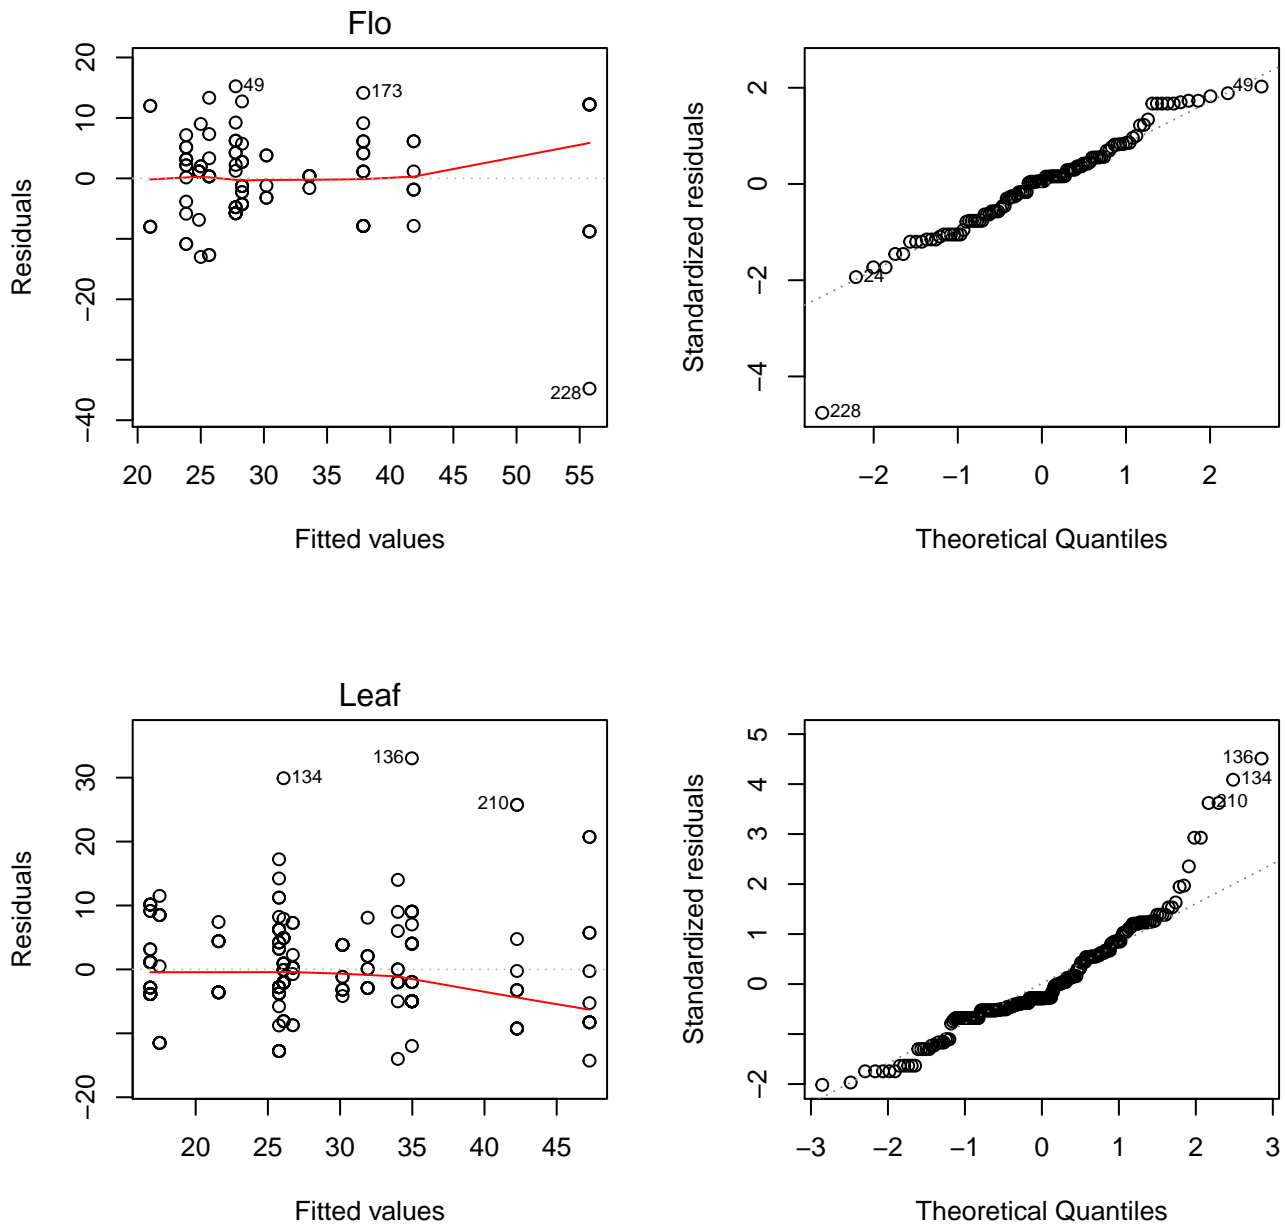 Flo
20
10
0
−20
−40
Residuals
49
173
228
20 25 30 35 40 45 50 55
Fitted values
2
0
−2
−4
Standardized residuals
49
24
228
−2 −1 0 1 2
Theoretical Quantiles
Leaf
30
20
10
0
−20
Residuals
136
134
210
20 25 30 35 40 45
Fitted values
5
4
3
2
1
0
−2
Standardized residuals
136
134
210
−3 −2 −1 0 1 2 3
Theoretical Quantiles